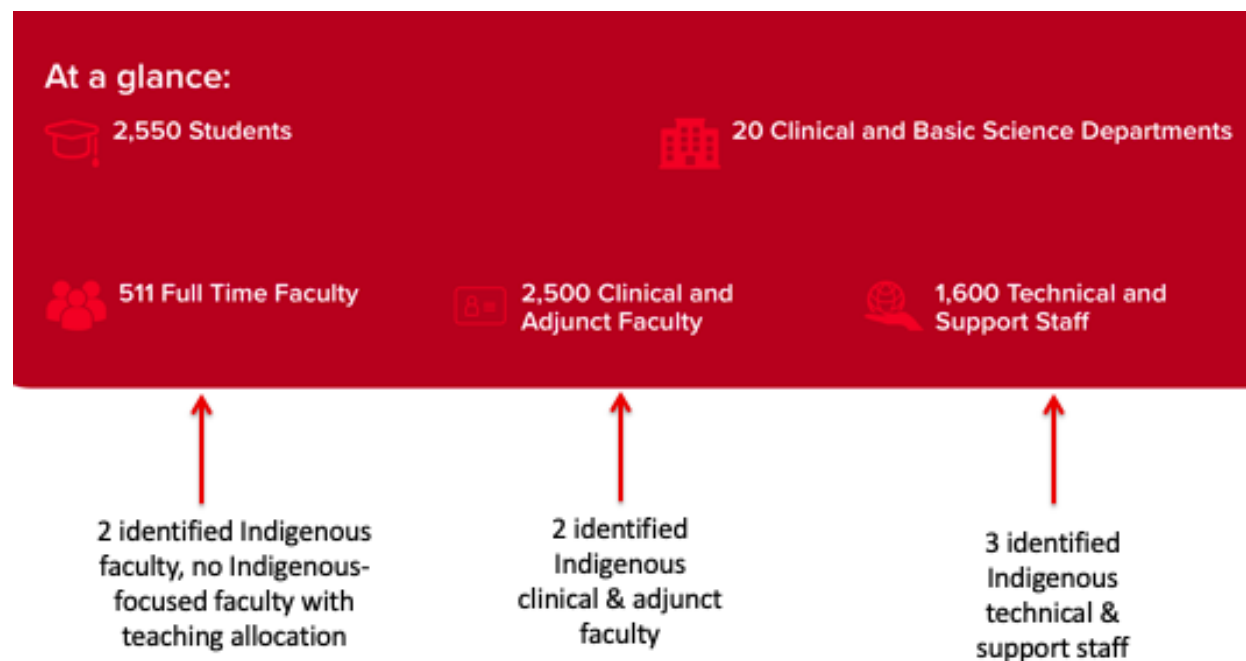 At a glance:
2,550 Students
20 Clinical and Basic Science Departments
511 Full Time Faculty
2,500 Clinical and
Adjunct Faculty
1,600 Technical and
Support Staff
2 identified Indigenous
faculty, no Indigenous-
focused faculty with
teaching allocation
2 identified
Indigenous
clinical & adjunct
faculty
3 identified
Indigenous
technical &
support staff